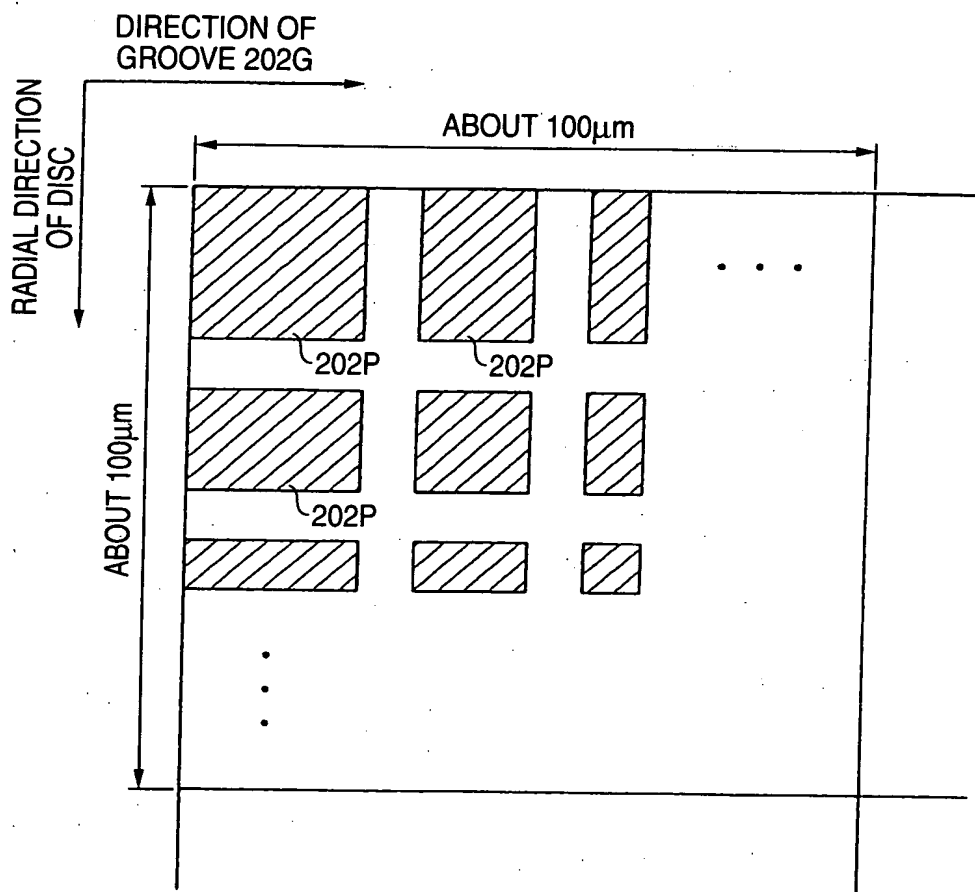 DIRECTION OF
GROOVE 202G
RADIAL DIRECTION
OF DISC
ABOUT 100µm
ABOUT 100µm
202P
202P
202P